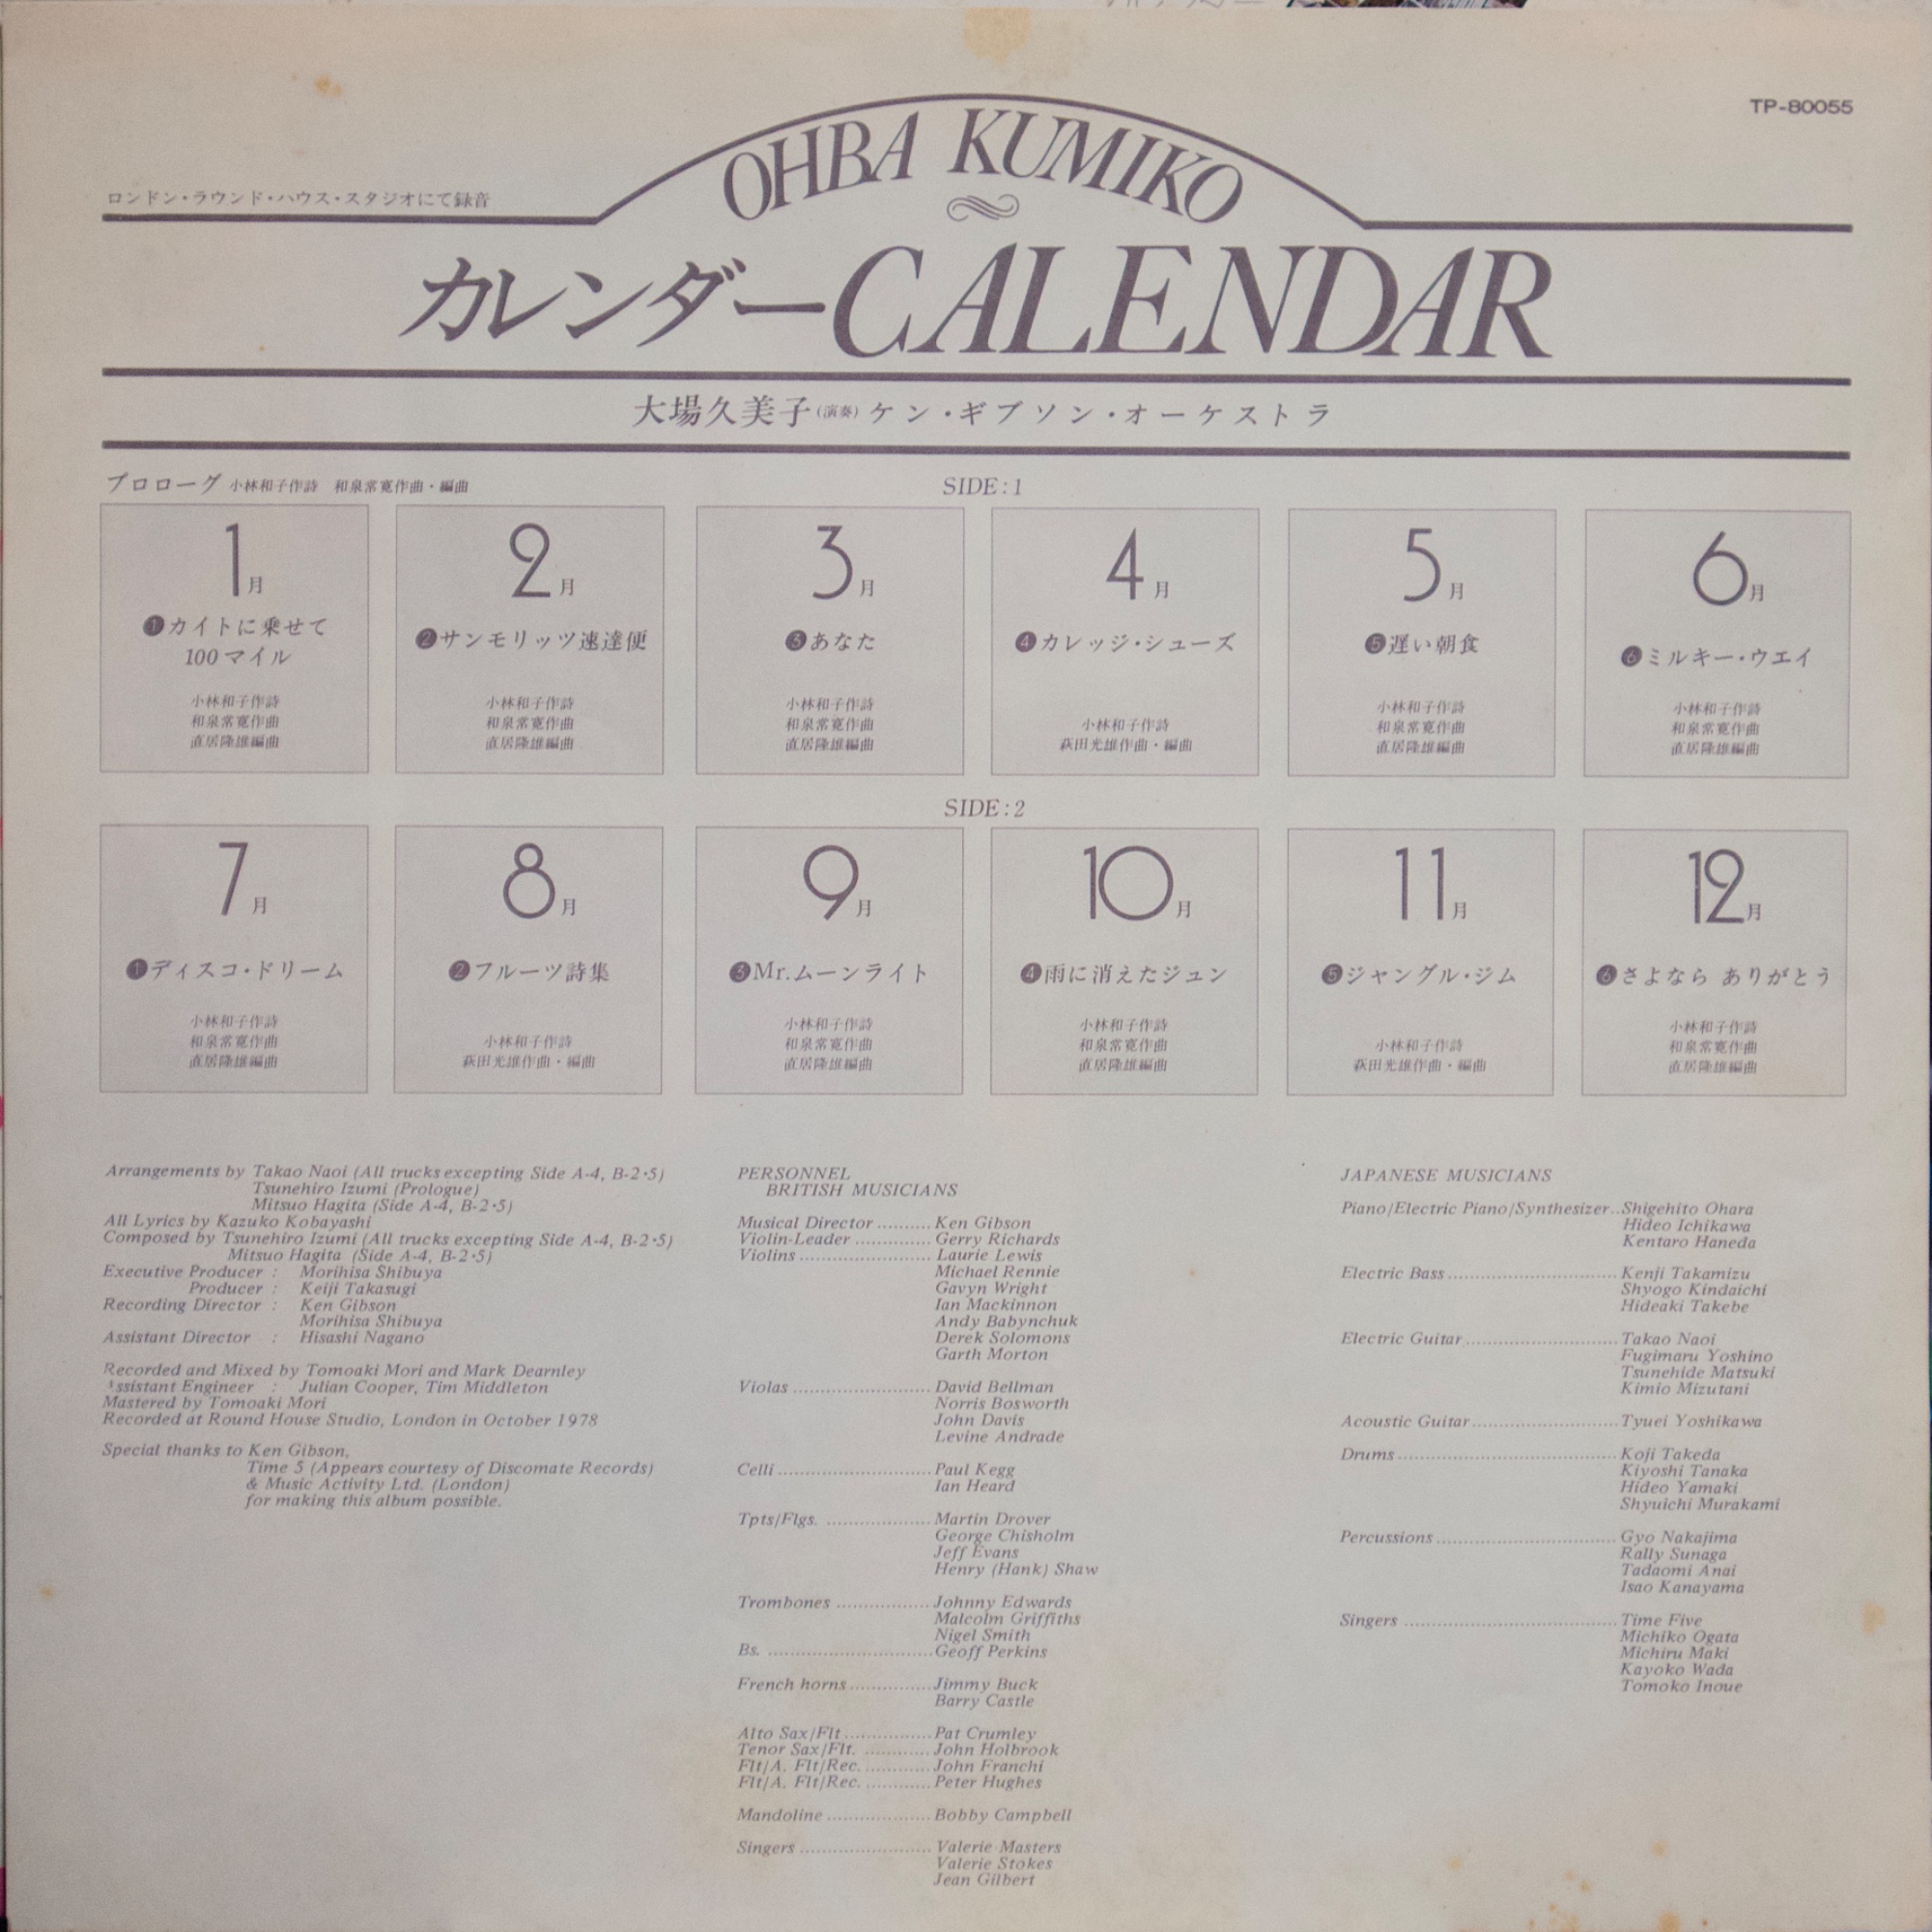 TP-80055
OHBA KUMIKO
ロンドン・ラウンド・ハウス・スタジオにて録音
カレンダーCALENDAR
大場久美子(演奏)ケン・ギブソン・オーケストラ
プロローグ 小林和子作詩 和泉常寛作曲・編曲
SIDE:1
1月
❶カイトに乗せて
100マイル
小林和子作詩
和泉常寛作曲
直居隆雄編曲
2月
❷サンモリッツ速達便
小林和子作詩
和泉常寛作曲
直居隆雄編曲
3月
❸あなた
小林和子作詩
和泉常寛作曲
直居隆雄編曲
4月
❹カレッジ・シューズ
小林和子作詩
萩田光雄作曲・編曲
5月
❺遅い朝食
小林和子作詩
和泉常寛作曲
直居隆雄編曲
6月
❻ミルキー・ウエイ
小林和子作詩
和泉常寛作曲
直居隆雄編曲
SIDE:2
7月
❶ディスコ・ドリーム
小林和子作詩
和泉常寛作曲
直居隆雄編曲
8月
❷フルーツ詩集
小林和子作詩
萩田光雄作曲・編曲
9月
❸Mr.ムーンライト
小林和子作詩
和泉常寛作曲
直居隆雄編曲
10月
❹雨に消えたジュン
小林和子作詩
和泉常寛作曲
直居隆雄編曲
11月
❺ジャングル・ジム
小林和子作詩
萩田光雄作曲・編曲
12月
❻さよなら ありがとう
小林和子作詩
和泉常寛作曲
直居隆雄編曲
Arrangements by Takao Naoi (All trucks excepting Side A-4, B-2・5)
Tsunehiro Izumi (Prologue)
Mitsuo Hagita (Side A-4, B-2・5)
All Lyrics by Kazuko Kobayashi
Composed by Tsunehiro Izumi (All trucks excepting Side A-4, B-2・5)
Mitsuo Hagita (Side A-4, B-2・5)
Executive Producer : Morihisa Shibuya
Producer : Keiji Takasugi
Recording Director : Ken Gibson
Morihisa Shibuya
Assistant Director : Hisashi Nagano
Recorded and Mixed by Tomoaki Mori and Mark Dearnley
Assistant Engineer : Julian Cooper, Tim Middleton
Mastered by Tomoaki Mori
Recorded at Round House Studio, London in October 1978
Special thanks to Ken Gibson,
Time 5 (Appears courtesy of Discomate Records)
& Music Activity Ltd. (London)
for making this album possible.
PERSONNEL
BRITISH MUSICIANS
Musical Director .......... Ken Gibson
Violin-Leader .............. Gerry Richards
Violins ........................ Laurie Lewis
Michael Rennie
Gavyn Wright
Ian Mackinnon
Andy Babynchuk
Derek Solomons
Garth Morton
Violas ......................... David Bellman
Norris Bosworth
John Davis
Levine Andrade
Celli ............................ Paul Kegg
Ian Heard
Tpts/Flgs. ................... Martin Drover
George Chisholm
Jeff Evans
Henry (Hank) Shaw
Trombones ................. Johnny Edwards
Malcolm Griffiths
Nigel Smith
Bs. .............................. Geoff Perkins
French horns............... Jimmy Buck
Barry Castle
Alto Sax/Flt ................ Pat Crumley
Tenor Sax/Flt. ............ John Holbrook
Flt/A. Flt/Rec. ............ John Franchi
Flt/A. Flt/Rec. ............ Peter Hughes
Mandoline ................... Bobby Campbell
Singers ........................ Valerie Masters
Valerie Stokes
Jean Gilbert
JAPANESE MUSICIANS
Piano/Electric Piano/Synthesizer.. Shigehito Ohara
Hideo Ichikawa
Kentaro Haneda
Electric Bass ............................... Kenji Takamizu
Shyogo Kindaichi
Hideaki Takebe
Electric Guitar ............................ Takao Naoi
Fugimaru Yoshino
Tsunehide Matsuki
Kimio Mizutani
Acoustic Guitar........................... Tyuei Yoshikawa
Drums ........................................ Koji Takeda
Kiyoshi Tanaka
Hideo Yamaki
Shyuichi Murakami
Percussions ................................. Gyo Nakajima
Rally Sunaga
Tadaomi Anai
Isao Kanayama
Singers ....................................... Time Five
Michiko Ogata
Michiru Maki
Kayoko Wada
Tomoko Inoue